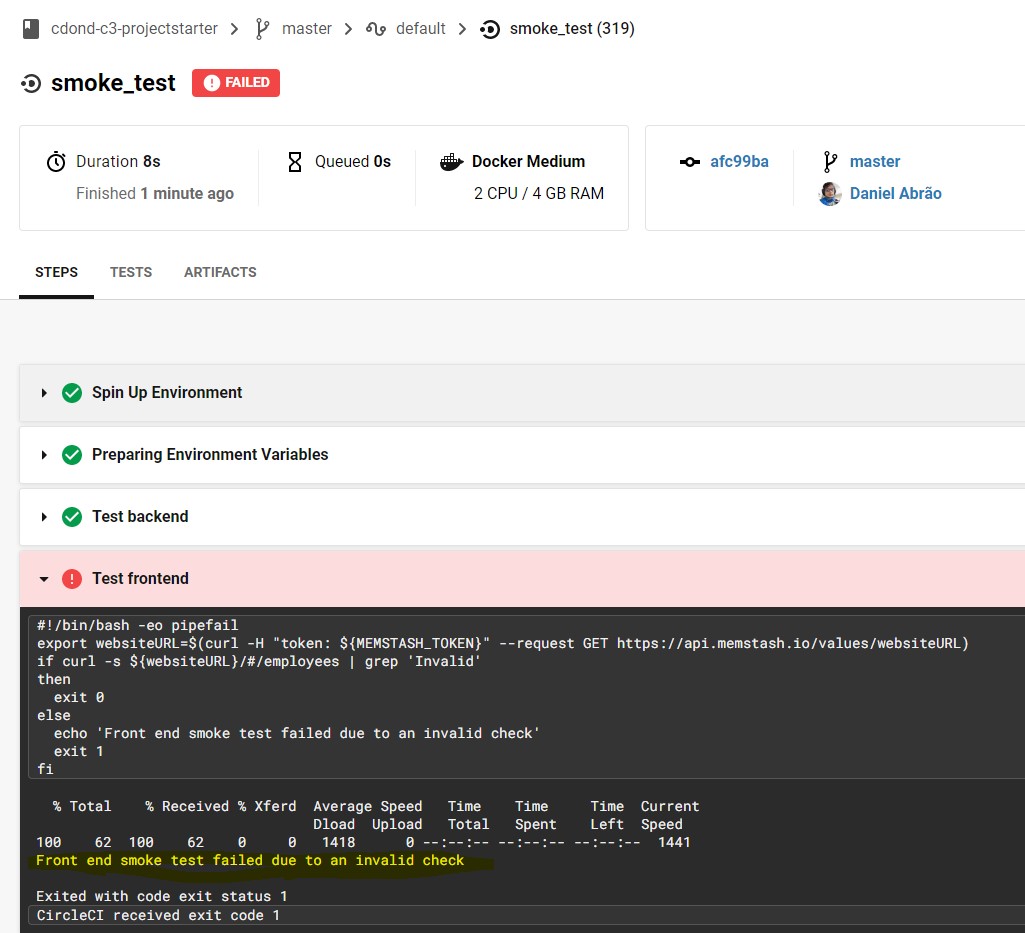 cdond-c3-projectstarter > master > default > smoke_test (319)
smoke_test ! FAILED
Duration 8s
Finished 1 minute ago
Queued 0s
Docker Medium
2 CPU / 4 GB RAM
afc99ba
master
Daniel Abrão
STEPS TESTS ARTIFACTS
Spin Up Environment
Preparing Environment Variables
Test backend
! Test frontend
#!/bin/bash -eo pipefail
export websiteURL=$(curl -H "token: ${MEMSTASH_TOKEN}" --request GET https://api.memstash.io/values/websiteURL)
if curl -s ${websiteURL}/#/employees | grep 'Invalid'
then
  exit 0
else
  echo 'Front end smoke test failed due to an invalid check'
  exit 1
fi
  % Total    % Received % Xferd  Average Speed   Time    Time     Time  Current
                                 Dload  Upload   Total   Spent    Left  Speed
100    62  100    62    0     0   1418      0 --:--:-- --:--:-- --:--:--  1441
Front end smoke test failed due to an invalid check
Exited with code exit status 1
CircleCI received exit code 1